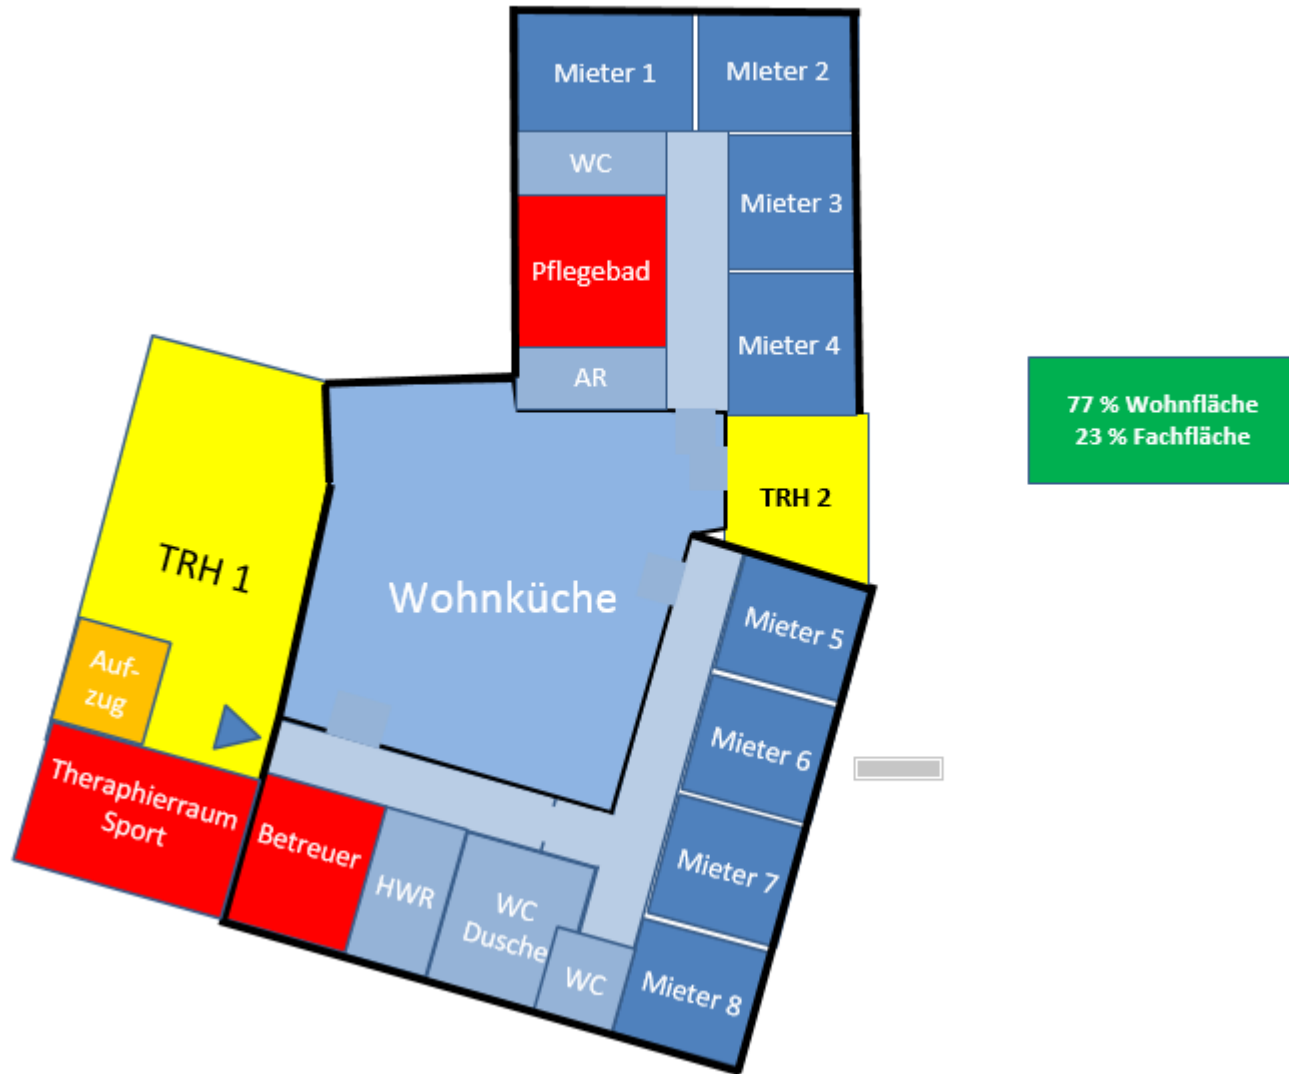 Mieter 1
MIeter 2
WC
Mieter 3
Pflegebad
Mieter 4
AR
77 % Wohnfläche
23 % Fachfläche
TRH 2
TRH 1
Wohnküche
Mieter 5
Auf-
zug
Mieter 6
Theraphierraum
Sport
Betreuer
HWR
WC
Dusche
WC
Mieter 7
Mieter 8